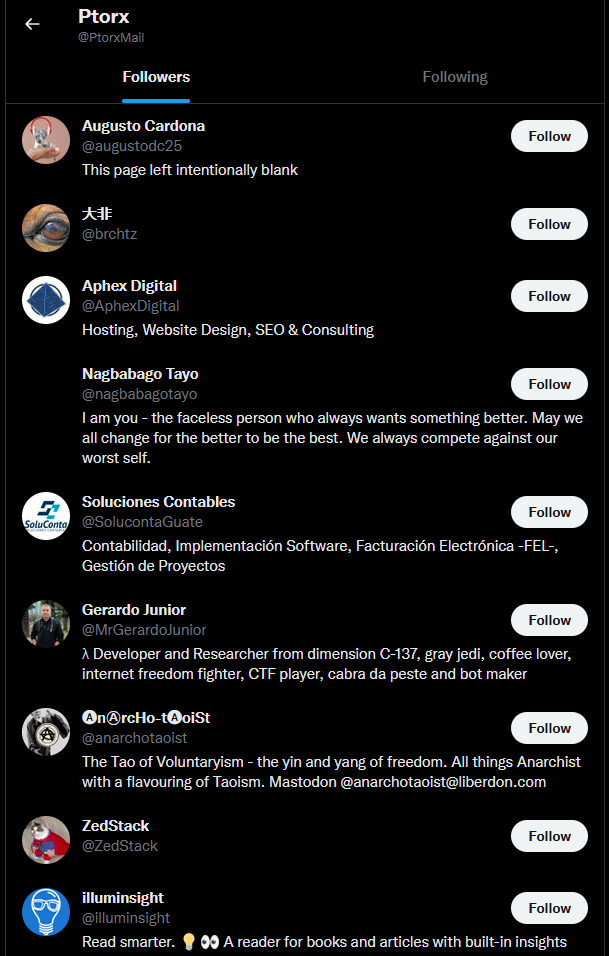 Ptorx
@PtorxMail
Followers
Following
Augusto Cardona
@augustodc25
Follow
This page left intentionally blank
大非
@brchtz
Follow
Aphex Digital
@AphexDigital
Follow
Hosting, Website Design, SEO & Consulting
Nagbabago Tayo
@nagbabagotayo
Follow
I am you - the faceless person who always wants something better. May we
all change for the better to be the best. We always compete against our
worst self.
SoluConta
Soluciones Contables
@SolucontaGuate
Follow
Contabilidad, Implementación Software, Facturación Electrónica -FEL-,
Gestión de Proyectos
Gerardo Junior
@MrGerardoJunior
Follow
λ Developer and Researcher from dimension C-137, gray jedi, coffee lover,
internet freedom fighter, CTF player, cabra da peste and bot maker
🅐nⒶrcHo-t🅐oiSt
@anarchotaoist
Follow
The Tao of Voluntaryism - the yin and yang of freedom. All things Anarchist
with a flavouring of Taoism. Mastodon @anarchotaoist@liberdon.com
ZedStack
@ZedStack
Follow
illuminsight
@illuminsight
Follow
Read smarter. 💡 👀 A reader for books and articles with built-in insights